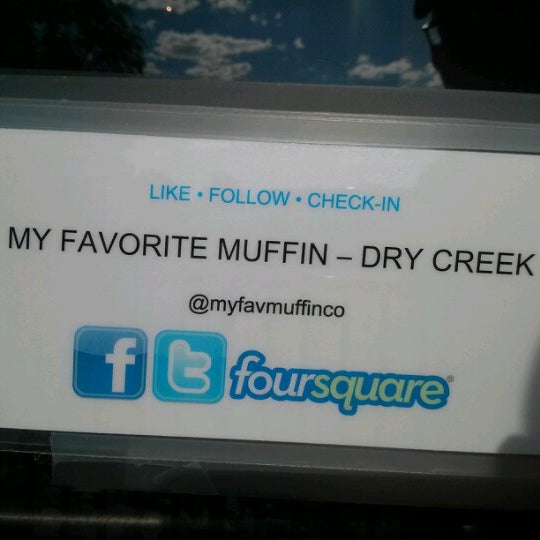 LIKE • FOLLOW • CHECK-IN
MY FAVORITE MUFFIN – DRY CREEK
@myfavmuffinco
f t foursquare®